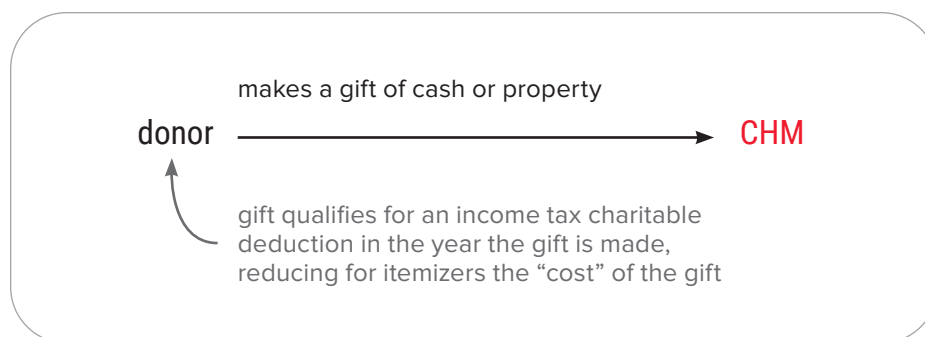 makes a gift of cash or property
donor
CHM
gift qualifies for an income tax charitable
deduction in the year the gift is made,
reducing for itemizers the “cost” of the gift